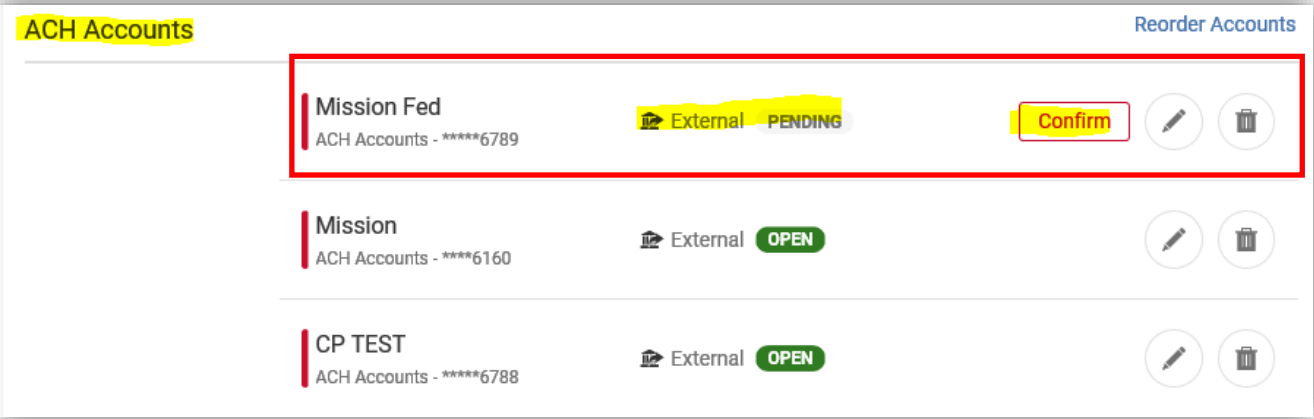 ACH Accounts
Reorder Accounts
Mission Fed
ACH Accounts - *****6789
External PENDING
Confirm
Mission
ACH Accounts - ****6160
External OPEN
CP TEST
ACH Accounts - *****6788
External OPEN